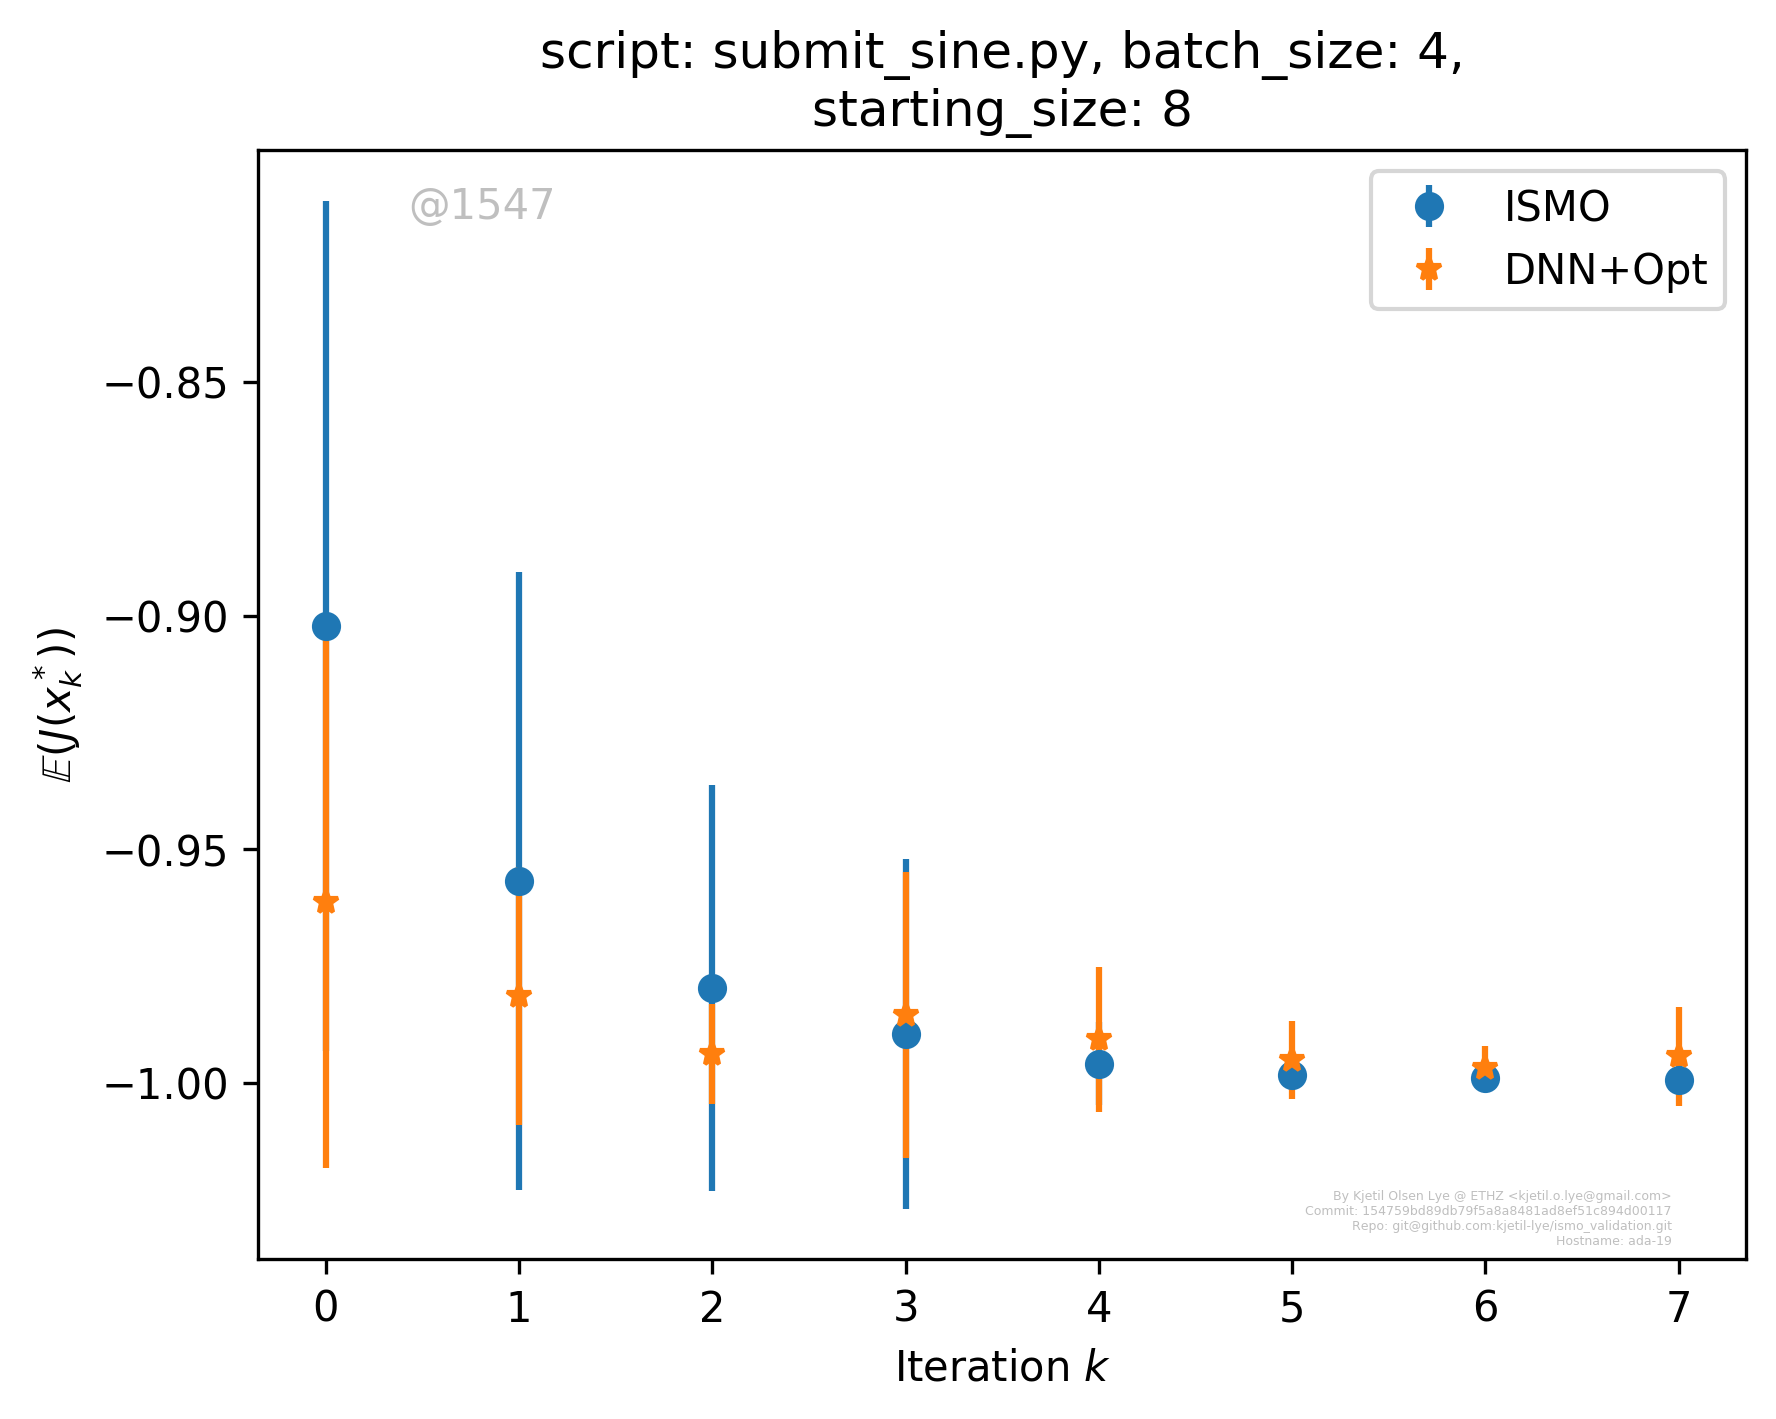 script: submit_sine.py, batch_size: 4,
starting_size: 8
@1547
ISMO
DNN+Opt
−0.85
−0.90
−0.95
−1.00
𝔼(J(x*k))
0 1 2 3 4 5 6 7
Iteration k
By Kjetil Olsen Lye @ ETHZ <kjetil.o.lye@gmail.com>
Commit: 154759bd89db79f5a8a8481ad8ef51c894d00117
Repo: git@github.com:kjetil-lye/ismo_validation.git
Hostname: ada-19